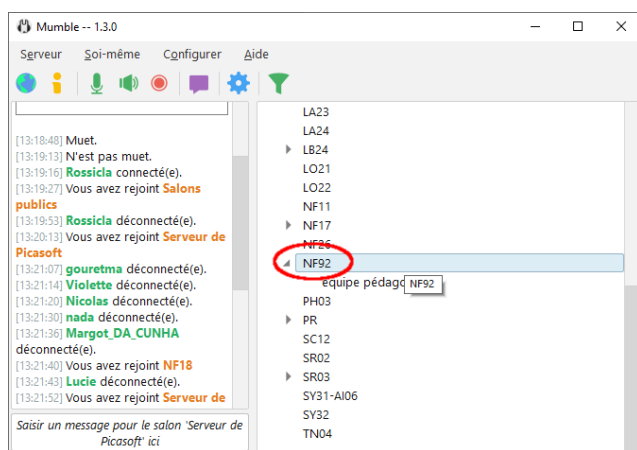 Mumble -- 1.3.0
Serveur Soi-même Configurer Aide
[13:18:48] Muet.
[13:19:13] N'est pas muet.
[13:19:16] Rossicla connecté(e).
[13:19:27] Vous avez rejoint Salons
publics
[13:19:53] Rossicla déconnecté(e).
[13:20:13] Vous avez rejoint Serveur de
Picasoft
[13:21:07] gouretma déconnecté(e).
[13:21:14] Violette déconnecté(e).
[13:21:20] Nicolas déconnecté(e).
[13:21:30] nada déconnecté(e).
[13:21:36] Margot_DA_CUNHA
déconnecté(e).
[13:21:40] Vous avez rejoint NF18
[13:21:43] Lucie déconnecté(e).
[13:21:52] Vous avez rejoint Serveur de
Saisir un message pour le salon 'Serveur de
Picasoft' ici
LA23
LA24
LB24
LO21
LO22
NF11
NF17
NF26
NF92
équipe pédago
NF92
PH03
PR
SC12
SR02
SR03
SY31-AI06
SY32
TN04